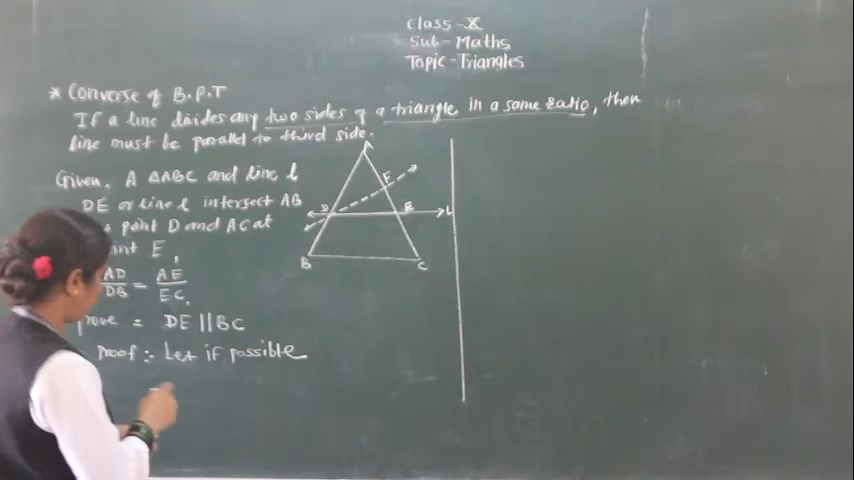 Class - X
Sub - Maths
Topic - Triangles
* Converse of B.P.T
If a line divides any two sides of a triangle in a same ratio, then
line must be parallel to third side.
Given, A △ABC and line l
DE or line l intersect AB
point D and AC at
int E,
AD/DB = AE/EC,
prove = DE || BC
Proof :- Let if possible
A
F
D
E
L
B
C